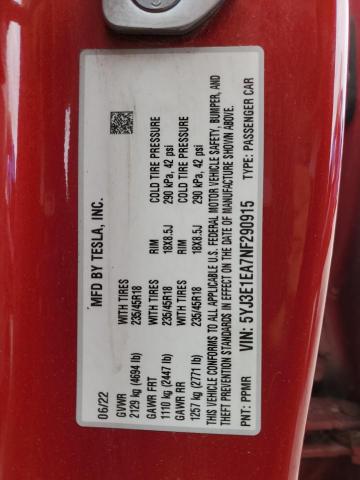 MFD BY TESLA, INC.
06/22
GVWR WITH TIRES RIM COLD TIRE PRESSURE
2129 kg (4694 lb) 235/45R18 18X8.5J 290 kPa, 42 psi
GAWR FRT WITH TIRES RIM COLD TIRE PRESSURE
1110 kg (2447 lb) 235/45R18 18X8.5J 290 kPa, 42 psi
GAWR RR
1257 kg (2771 lb)
THIS VEHICLE CONFORMS TO ALL APPLICABLE U.S. FEDERAL MOTOR VEHICLE SAFETY, BUMPER, AND
THEFT PREVENTION STANDARDS IN EFFECT ON THE DATE OF MANUFACTURE SHOWN ABOVE.
VIN: 5YJ3E1EA7NF290915
PNT: PPMR TYPE: PASSENGER CAR